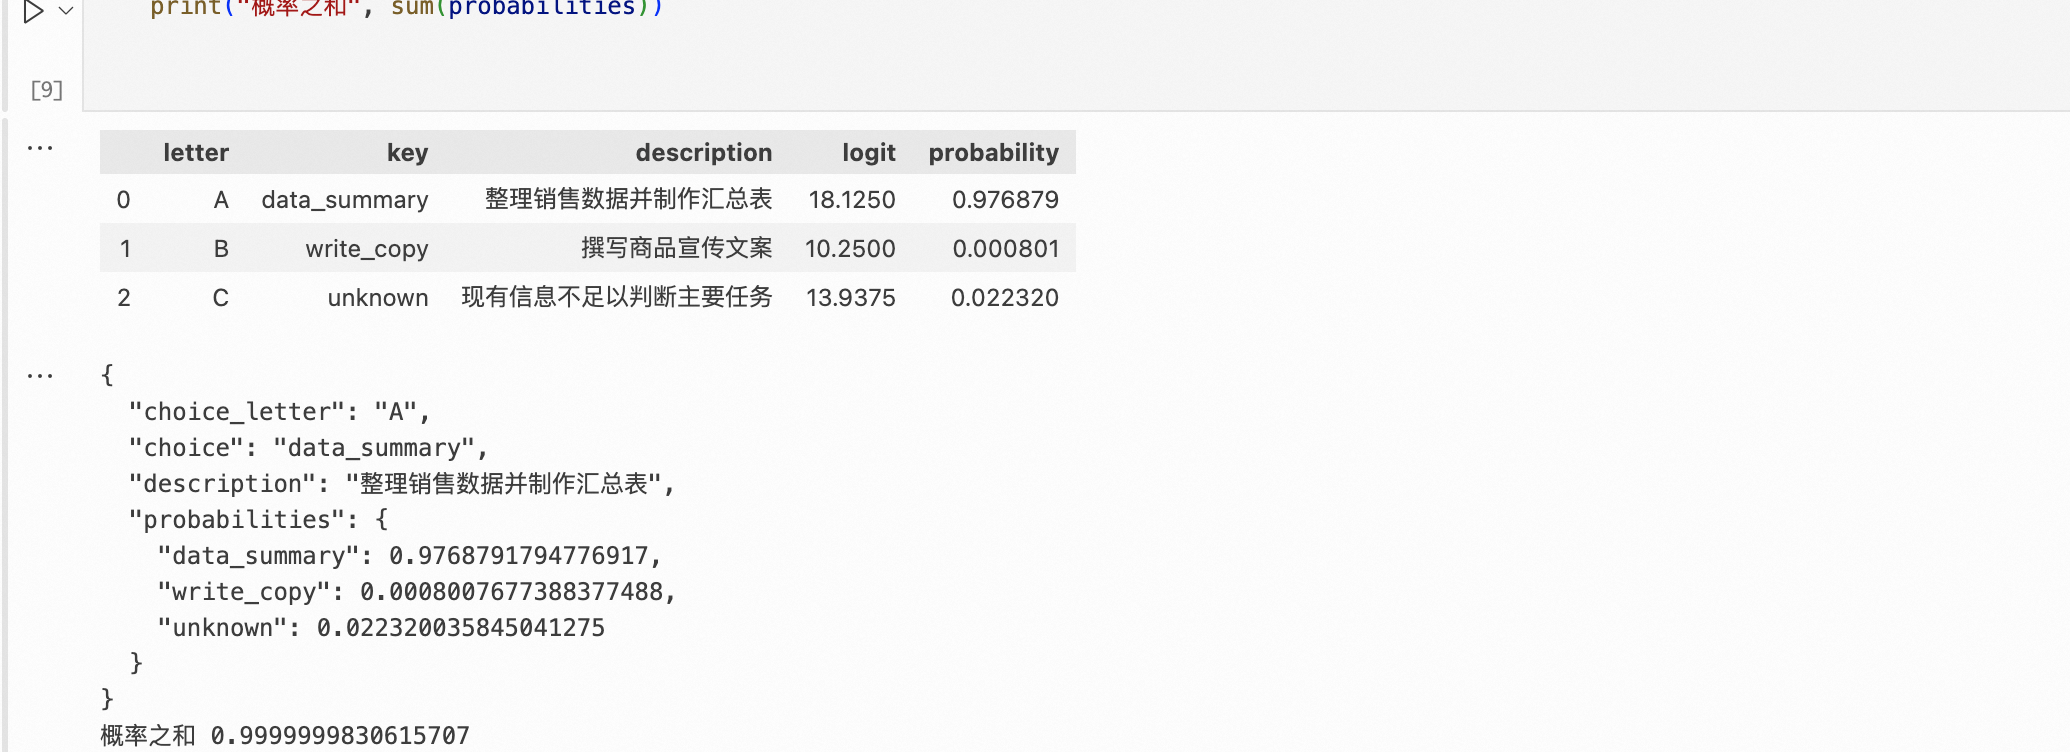 print("概率之和", sum(probabilities))
[9]
letter key description logit probability
0 A data_summary 整理销售数据并制作汇总表 18.1250 0.976879
1 B write_copy 撰写商品宣传文案 10.2500 0.000801
2 C unknown 现有信息不足以判断主要任务 13.9375 0.022320
{
"choice_letter": "A",
"choice": "data_summary",
"description": "整理销售数据并制作汇总表",
"probabilities": {
"data_summary": 0.9768791794776917,
"write_copy": 0.0008007677388377488,
"unknown": 0.022320035845041275
}
}
概率之和 0.9999999830615707